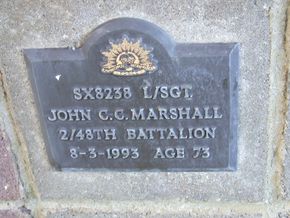 SX8238 L/SGT.
JOHN C.C. MARSHALL
2/48TH BATTALION
8-3-1993 AGE 73